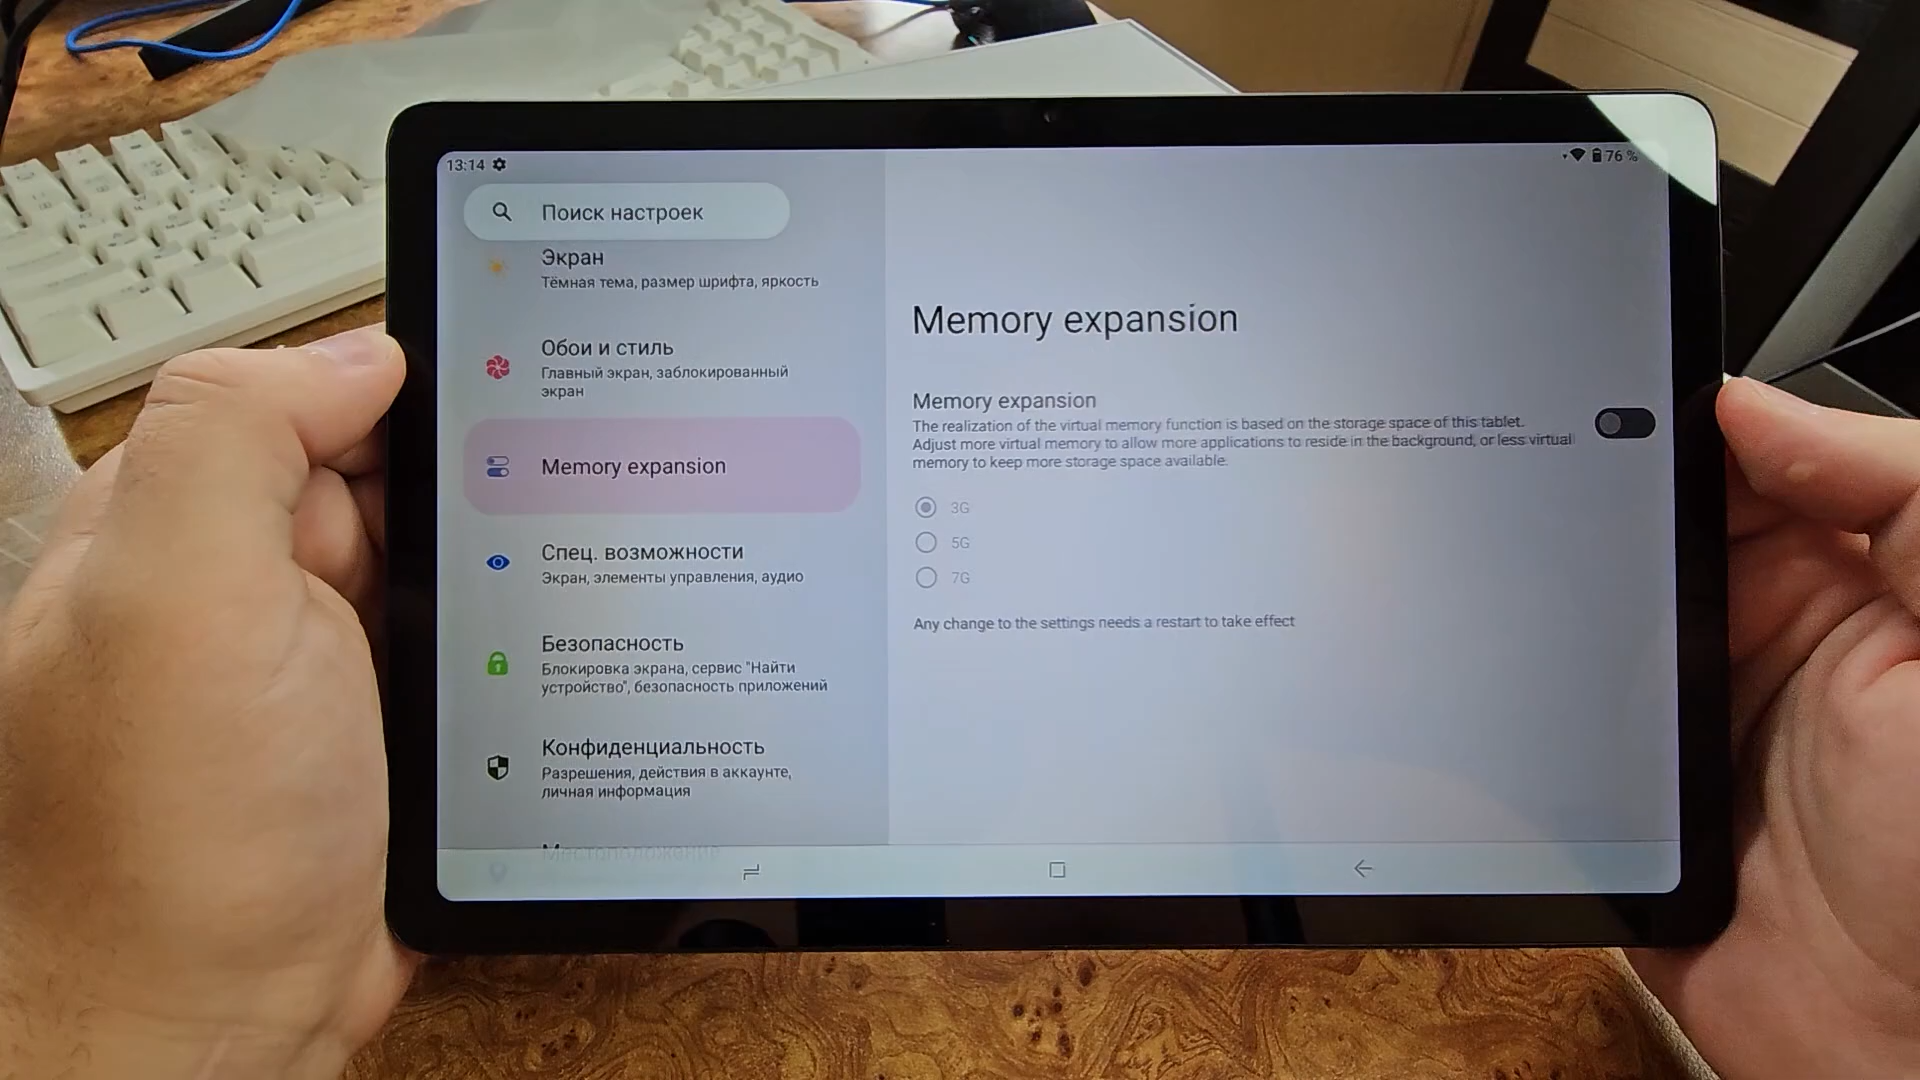 13:14
76 %
Поиск настроек
Экран
Тёмная тема, размер шрифта, яркость
Обои и стиль
Главный экран, заблокированный
экран
Memory expansion
Спец. возможности
Экран, элементы управления, аудио
Безопасность
Блокировка экрана, сервис "Найти
устройство", безопасность приложений
Конфиденциальность
Разрешения, действия в аккаунте,
личная информация
Местоположение
Memory expansion
Memory expansion
The realization of the virtual memory function is based on the storage space of this tablet.
Adjust more virtual memory to allow more applications to reside in the background, or less virtual
memory to keep more storage space available.
3G
5G
7G
Any change to the settings needs a restart to take effect